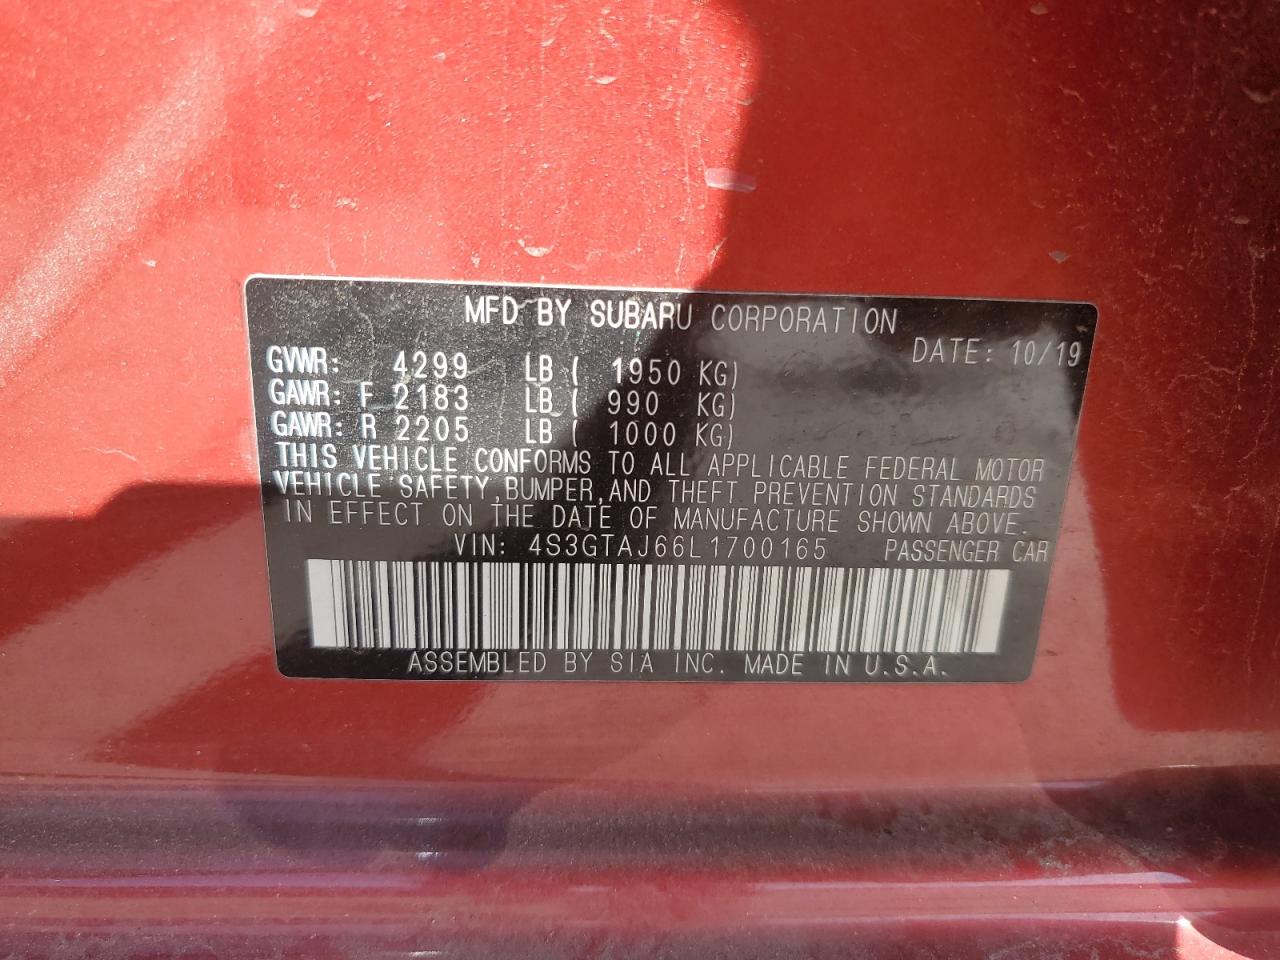 MFD BY SUBARU CORPORATION
DATE: 10/19
GVWR: 4299 LB ( 1950 KG)
GAWR: F 2183 LB ( 990 KG)
GAWR: R 2205 LB ( 1000 KG)
THIS VEHICLE CONFORMS TO ALL APPLICABLE FEDERAL MOTOR
VEHICLE SAFETY, BUMPER, AND THEFT PREVENTION STANDARDS
IN EFFECT ON THE DATE OF MANUFACTURE SHOWN ABOVE.
VIN: 4S3GTAJ66L1700165 PASSENGER CAR
ASSEMBLED BY SIA INC. MADE IN U.S.A.